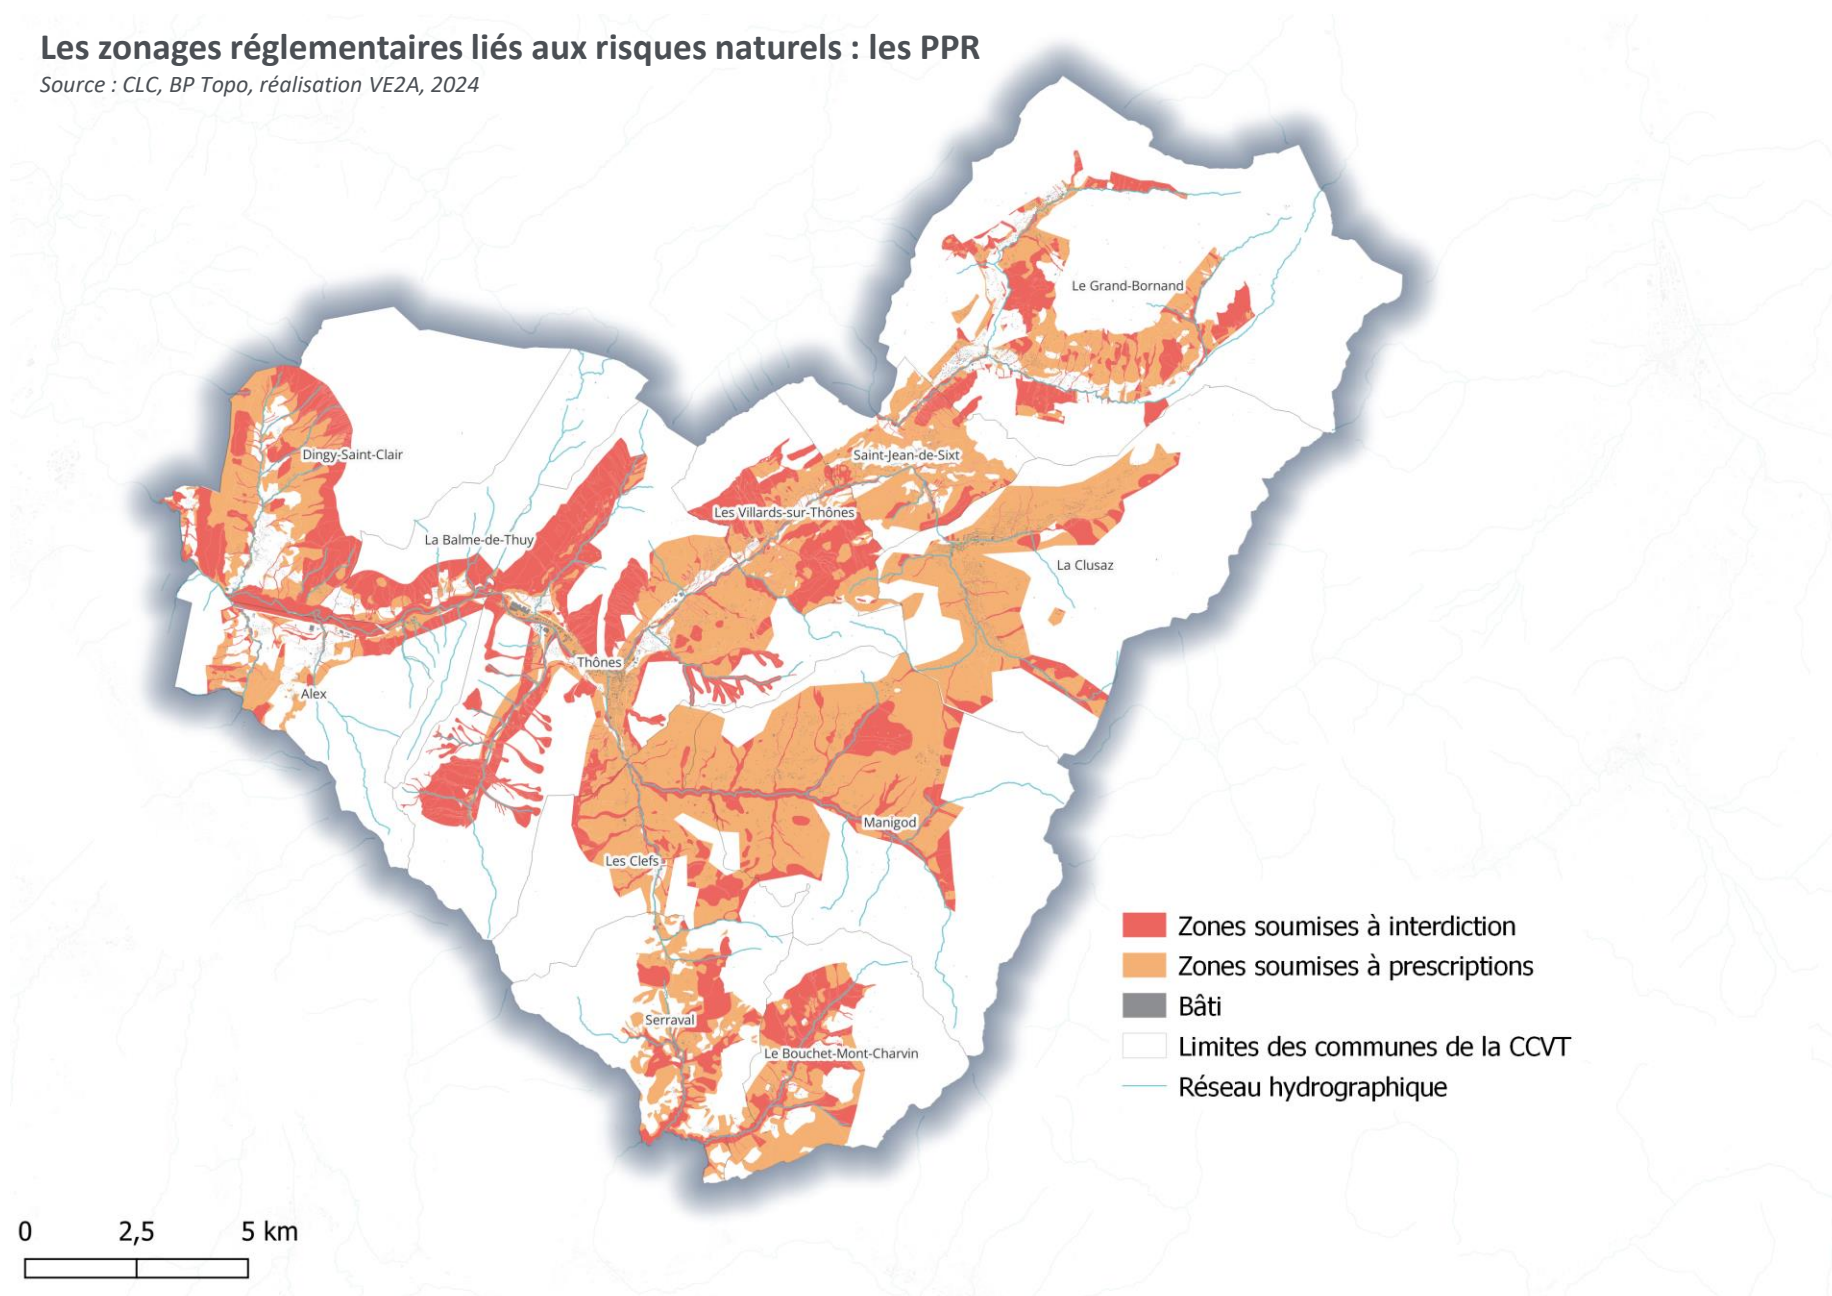 Les zonages réglementaires liés aux risques naturels : les PPR
Source : CLC, BP Topo, réalisation VE2A, 2024
Le Grand-Bornand
Dingy-Saint-Clair
Saint-Jean-de-Sixt
Les Villards-sur-Thônes
La Balme-de-Thuy
La Clusaz
Thônes
Alex
Manigod
Les Clefs
Serraval
Le Bouchet-Mont-Charvin
Zones soumises à interdiction
Zones soumises à prescriptions
Bâti
Limites des communes de la CCVT
Réseau hydrographique
0 2,5 5 km